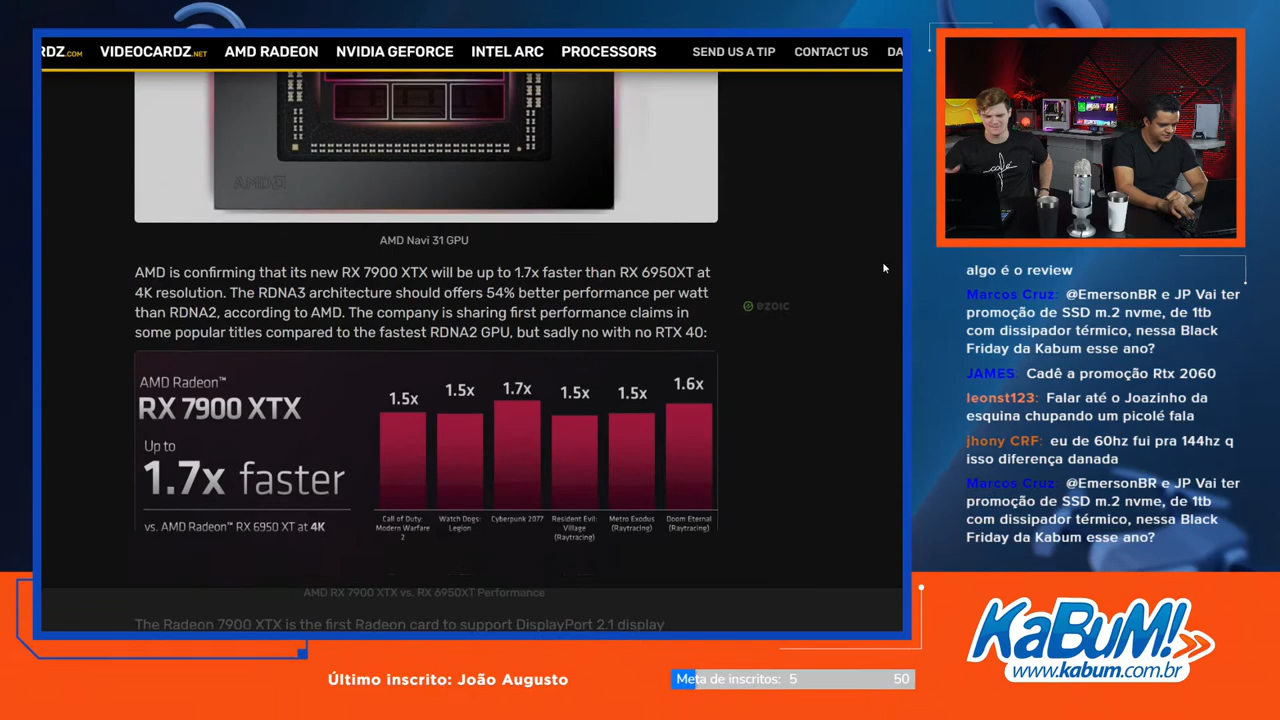 RDZ.COM VIDEOCARDZ.NET AMD RADEON NVIDIA GEFORCE INTEL ARC PROCESSORS SEND US A TIP CONTACT US DA
AMD
AMD Navi 31 GPU
AMD is confirming that its new RX 7900 XTX will be up to 1.7x faster than RX 6950XT at
4K resolution. The RDNA3 architecture should offers 54% better performance per watt
than RDNA2, according to AMD. The company is sharing first performance claims in
some popular titles compared to the fastest RDNA2 GPU, but sadly no with no RTX 40:
ezoic
AMD Radeon™
RX 7900 XTX
Up to
1.7x faster
vs. AMD Radeon™ RX 6950 XT at 4K
1.5x 1.5x 1.7x 1.5x 1.5x 1.6x
Call of Duty:
Modern Warfare
2
Watch Dogs:
Legion
Cyberpunk 2077
Resident Evil:
Village
(Raytracing)
Metro Exodus
(Raytracing)
Doom Eternal
(Raytracing)
AMD RX 7900 XTX vs. RX 6950XT Performance
The Radeon 7900 XTX is the first Radeon card to support DisplayPort 2.1 display
café
algo é o review
Marcos Cruz: @EmersonBR e JP Vai ter
promoção de SSD m.2 nvme, de 1tb
com dissipador térmico, nessa Black
Friday da Kabum esse ano?
JAMES: Cadê a promoção Rtx 2060
leonst123: Falar até o Joazinho da
esquina chupando um picolé fala
jhony CRF: eu de 60hz fui pra 144hz q
isso diferença danada
Marcos Cruz: @EmersonBR e JP Vai ter
promoção de SSD m.2 nvme, de 1tb
com dissipador térmico, nessa Black
Friday da Kabum esse ano?
KaBuM!
www.kabum.com.br
Último inscrito: João Augusto
Meta de inscritos: 5 50